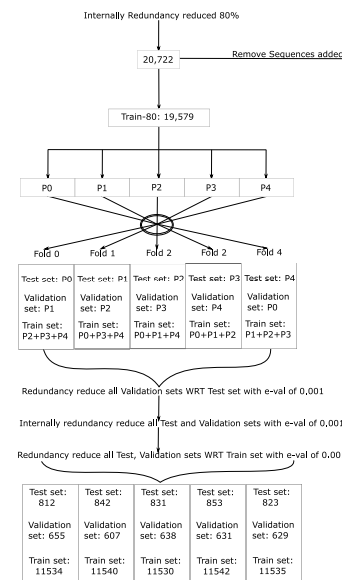 Internally Redundancy reduced 80%
20,722
Remove Sequences added
Train-80: 19,579
P0 P1 P2 P3 P4
Fold 0 Fold 1 Fold 2 Fold 2 Fold 4
Test set: P0 Test set: P1 Test set: P2 Test set: P3 Test set: P4
Validation Validation Validation Validation Validation
set: P1 set: P2 set: P3 set: P4 set: P0
Train set: Train set: Train set: Train set: Train set:
P2+P3+P4 P0+P3+P4 P0+P1+P4 P0+P1+P2 P1+P2+P3
Redundancy reduce all Validation sets WRT Test set with e-val of 0,001
Internally redundancy reduce all Test and Validation sets with e-val of 0,001
Redundancy reduce all Test, Validation sets WRT Train set with e-val of 0.00
Test set: Test set: Test set: Test set: Test set:
812 842 831 853 823
Validation Validation Validation Validation Validation
set: 655 set: 607 set: 638 set: 631 set: 629
Train set: Train set: Train set: Train set: Train set:
11534 11540 11530 11542 11535